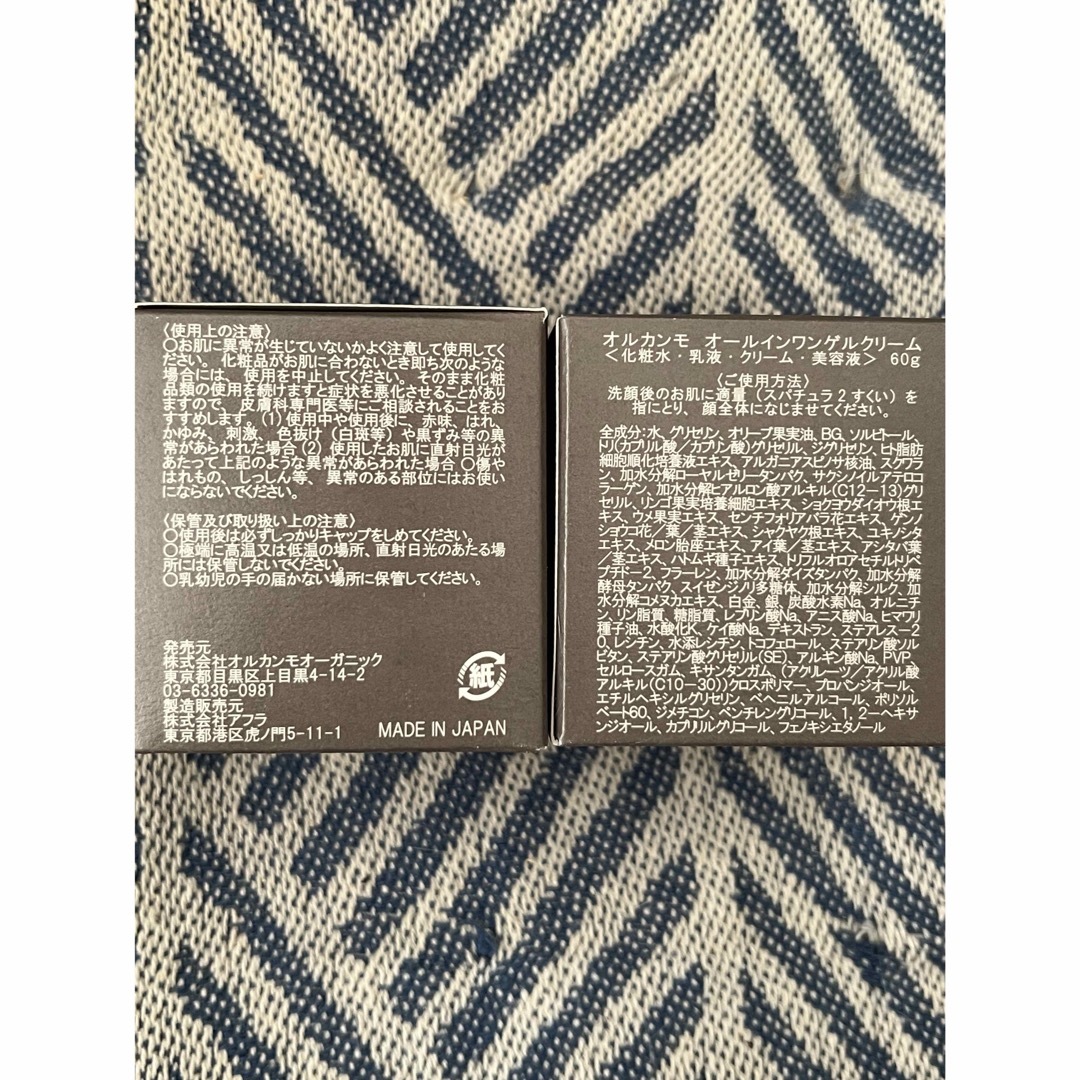 〈使用上の注意〉
〇お肌に異常が生じていないかよく注意して使用してく
ださい。化粧品がお肌に合わないとき即ち次のような
場合には、使用を中止してください。そのまま化粧
品類の使用を続けますと症状を悪化させることがあり
ますので、皮膚科専門医等にご相談されることをお
すすめします。(1)使用中や使用後に、赤味、はれ、
かゆみ、刺激、色抜け(白斑等)や黒ずみ等の異
常があらわれた場合(2)使用したお肌に直射日光が
あたって上記のような異常があらわれた場合〇傷や
はれもの、しっしん等、異常のある部位にはお使い
にならないでください。
〈保管及び取り扱い上の注意〉
〇使用後は必ずしっかりキャップをしめてください。
〇極端に高温又は低温の場所、直射日光のあたる場
所には保管しないでください。
〇乳幼児の手の届かない場所に保管してください。
発売元
株式会社オルカンモオーガニック
東京都目黒区上目黒4-14-2
03-6336-0981
製造販売元
株式会社アフラ
東京都港区虎ノ門5-11-1
紙
MADE IN JAPAN
オルカンモ オールインワンゲルクリーム
＜化粧水・乳液・クリーム・美容液＞ 60g
〈ご使用方法〉
洗顔後のお肌に適量(スパチュラ2すくい)を
指にとり、顔全体になじませてください。
全成分:水、グリセリン、オリーブ果実油、BG、ソルビトール、
トリ(カプリル酸/カプリン酸)グリセリル、ジグリセリン、ヒト脂肪
細胞順化培養液エキス、アルガニアスピノサ核油、スクワラ
ン、加水分解ローヤルゼリータンパク、サクシノイルアテロコ
ラーゲン、加水分解ヒアルロン酸アルキル(C12-13)グリ
セリル、リンゴ果実培養細胞エキス、ショウヨウダイオウ根エ
キス、ウメ果実エキス、センチフォリアバラ花エキス、ゲンノ
ショウコ花/葉/茎エキス、シャクヤク根エキス、ユキノシタ
エキス、メロン胎座エキス、アイ葉/茎エキス、アシタバ葉
/茎エキス、ハトムギ種子エキス、トリフルオロアセチルトリペ
プチド-2、フラーレン、加水分解ダイズタンパク、加水分解
酵母タンパク、スイゼンジノリ多糖体、加水分解シルク、加
水分解コメヌカエキス、白金、銀、炭酸水素Na、オルニチ
ン、リン脂質、糖脂質、レブリン酸Na、アニス酸Na、ヒマワリ
種子油、水酸化K、ケイ酸Na、デキストラン、ステアレス-2
0、レシチン、水添レシチン、トコフェロール、ステアリン酸ソル
ビタン、ステアリン酸グリセリル(SE)、アルギン酸Na、PVP、
セルロースガム、キサンタンガム、(アクリレーツ/アクリル酸
アルキル(C10-30))クロスポリマー、プロパンジオール、
エチルヘキシルグリセリン、ベヘニルアルコール、ポリソル
ベート60、ジメチコン、ペンチレングリコール、1,2-ヘキサ
ンジオール、カプリリルグリコール、フェノキシエタノール